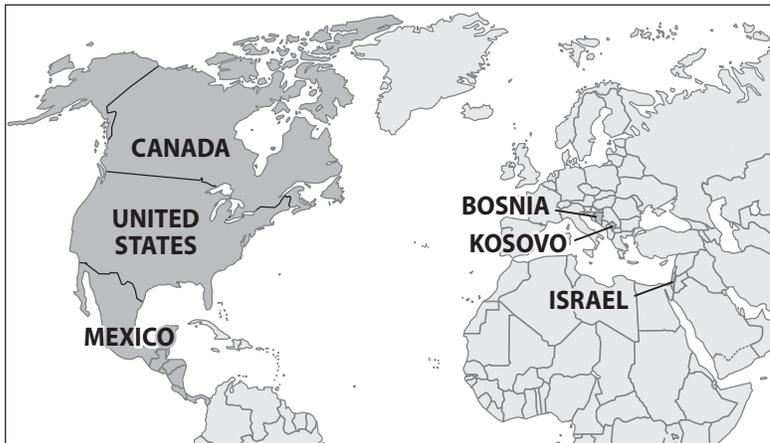 CANADA
UNITED
STATES
MEXICO
BOSNIA
KOSOVO
ISRAEL